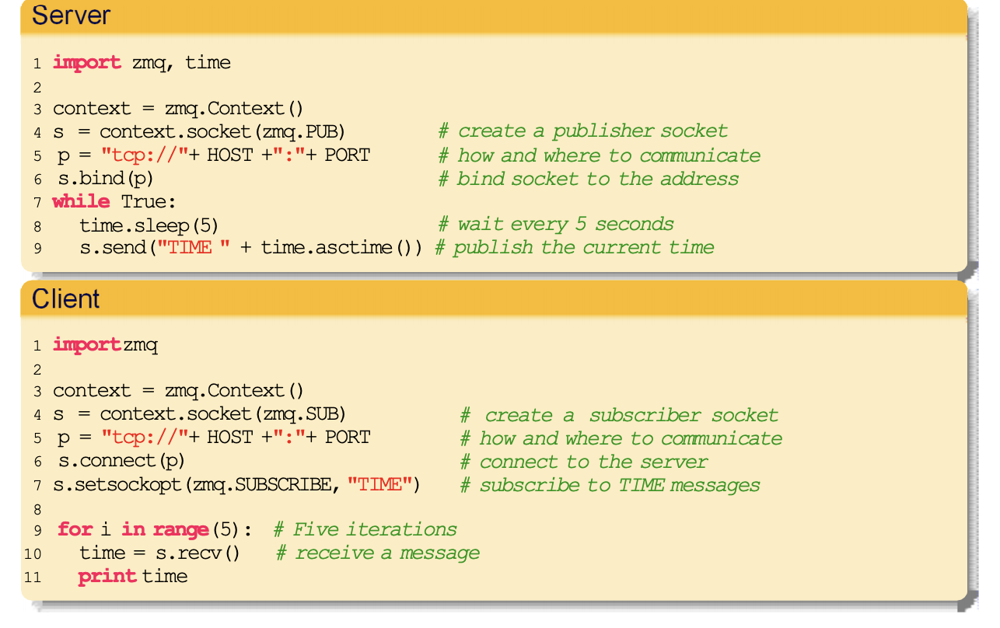 Server
1 import zmq, time
2
3 context = zmq.Context()
4 s = context.socket(zmq.PUB) # create a publisher socket
5 p = "tcp://"+ HOST +":"+ PORT # how and where to communicate
6 s.bind(p) # bind socket to the address
7 while True:
8 time.sleep(5) # wait every 5 seconds
9 s.send("TIME " + time.asctime()) # publish the current time
Client
1 import zmq
2
3 context = zmq.Context()
4 s = context.socket(zmq.SUB) # create a subscriber socket
5 p = "tcp://"+ HOST +":"+ PORT # how and where to communicate
6 s.connect(p) # connect to the server
7 s.setsockopt(zmq.SUBSCRIBE, "TIME") # subscribe to TIME messages
8
9 for i in range(5): # Five iterations
10 time = s.recv() # receive a message
11 print time